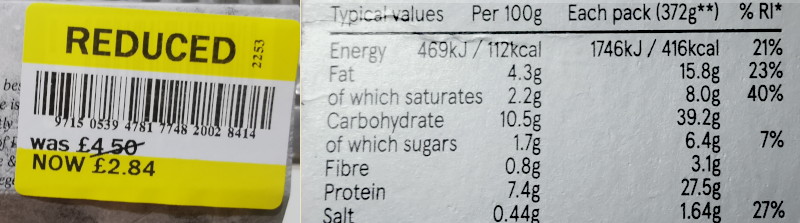 REDUCED
2253
9715 0539 4781 7748 2002 8414
was £4.50
NOW £2.84
Typical values Per 100g Each pack (372g**) % RI*
Energy 469kJ / 112kcal 1746kJ / 416kcal 21%
Fat 4.3g 15.8g 23%
of which saturates 2.2g 8.0g 40%
Carbohydrate 10.5g 39.2g
of which sugars 1.7g 6.4g 7%
Fibre 0.8g 3.1g
Protein 7.4g 27.5g
Salt 0.44g 1.64g 27%